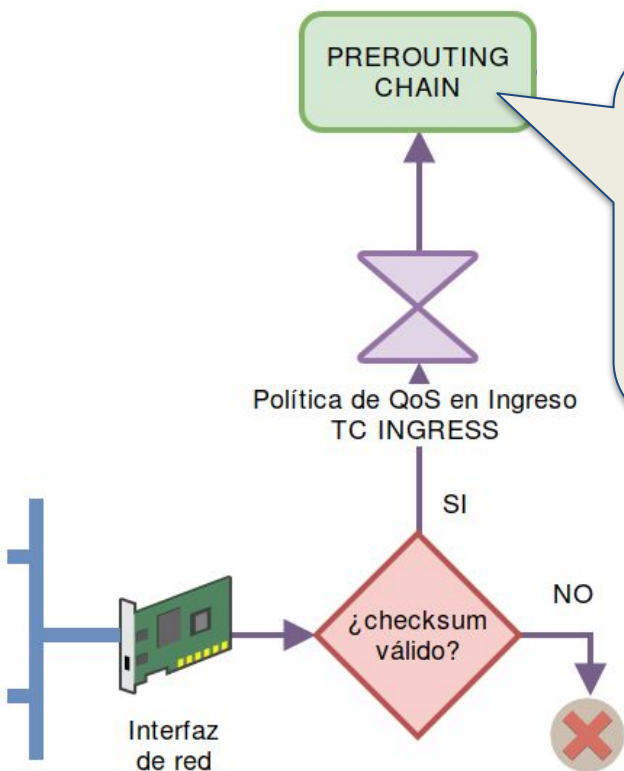 PREROUTING
CHAIN
Política de QoS en Ingreso
TC INGRESS
SI
¿checksum
válido?
NO
Interfaz
de red